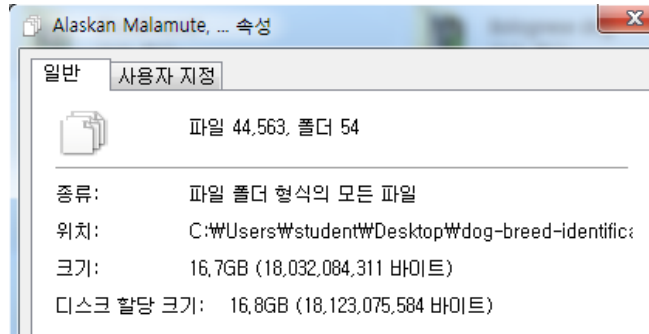 Alaskan Malamute, ... 속성
일반 사용자 지정
파일 44,563, 폴더 54
종류: 파일 폴더 형식의 모든 파일
위치: C:₩Users₩student₩Desktop₩dog-breed-identifica
크기: 16,7GB (18,032,084,311 바이트)
디스크 할당 크기: 16,8GB (18,123,075,584 바이트)